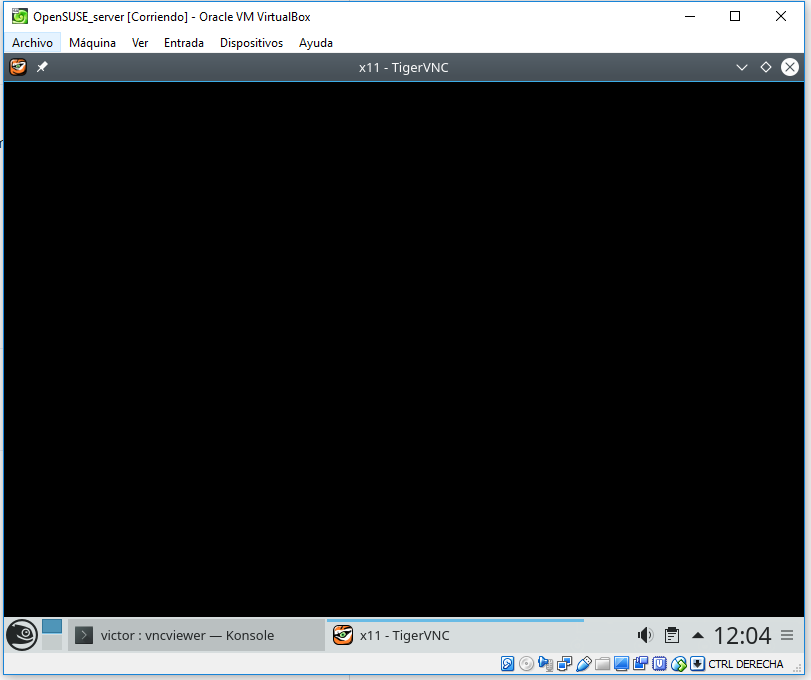 OpenSUSE_server [Corriendo] - Oracle VM VirtualBox
Archivo Máquina Ver Entrada Dispositivos Ayuda
x11 - TigerVNC
victor : vncviewer — Konsole x11 - TigerVNC 12:04
CTRL DERECHA